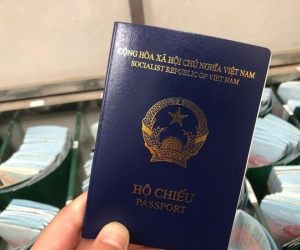 CỘNG HÒA XÃ HỘI CHỦ NGHĨA VIỆT NAM
SOCIALIST REPUBLIC OF VIET NAM
HỘ CHIẾU
PASSPORT